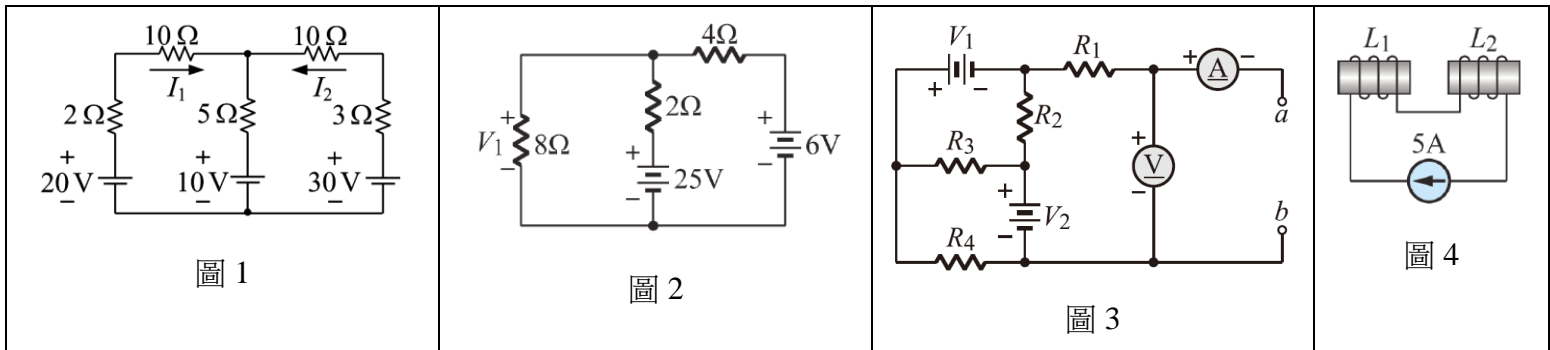 10 Ω 10 Ω
I1 I2
2 Ω 5 Ω 3 Ω
+ + +
20 V 10 V 30 V
− − −
圖 1
4Ω
2Ω
+ +
V1 8Ω 6V
− −
+
25V
−
圖 2
V1 R1
+ A −
+ −
a
R2
R3
+
V
−
+
V2
−
R4
b
圖 3
L1 L2
5A
圖 4